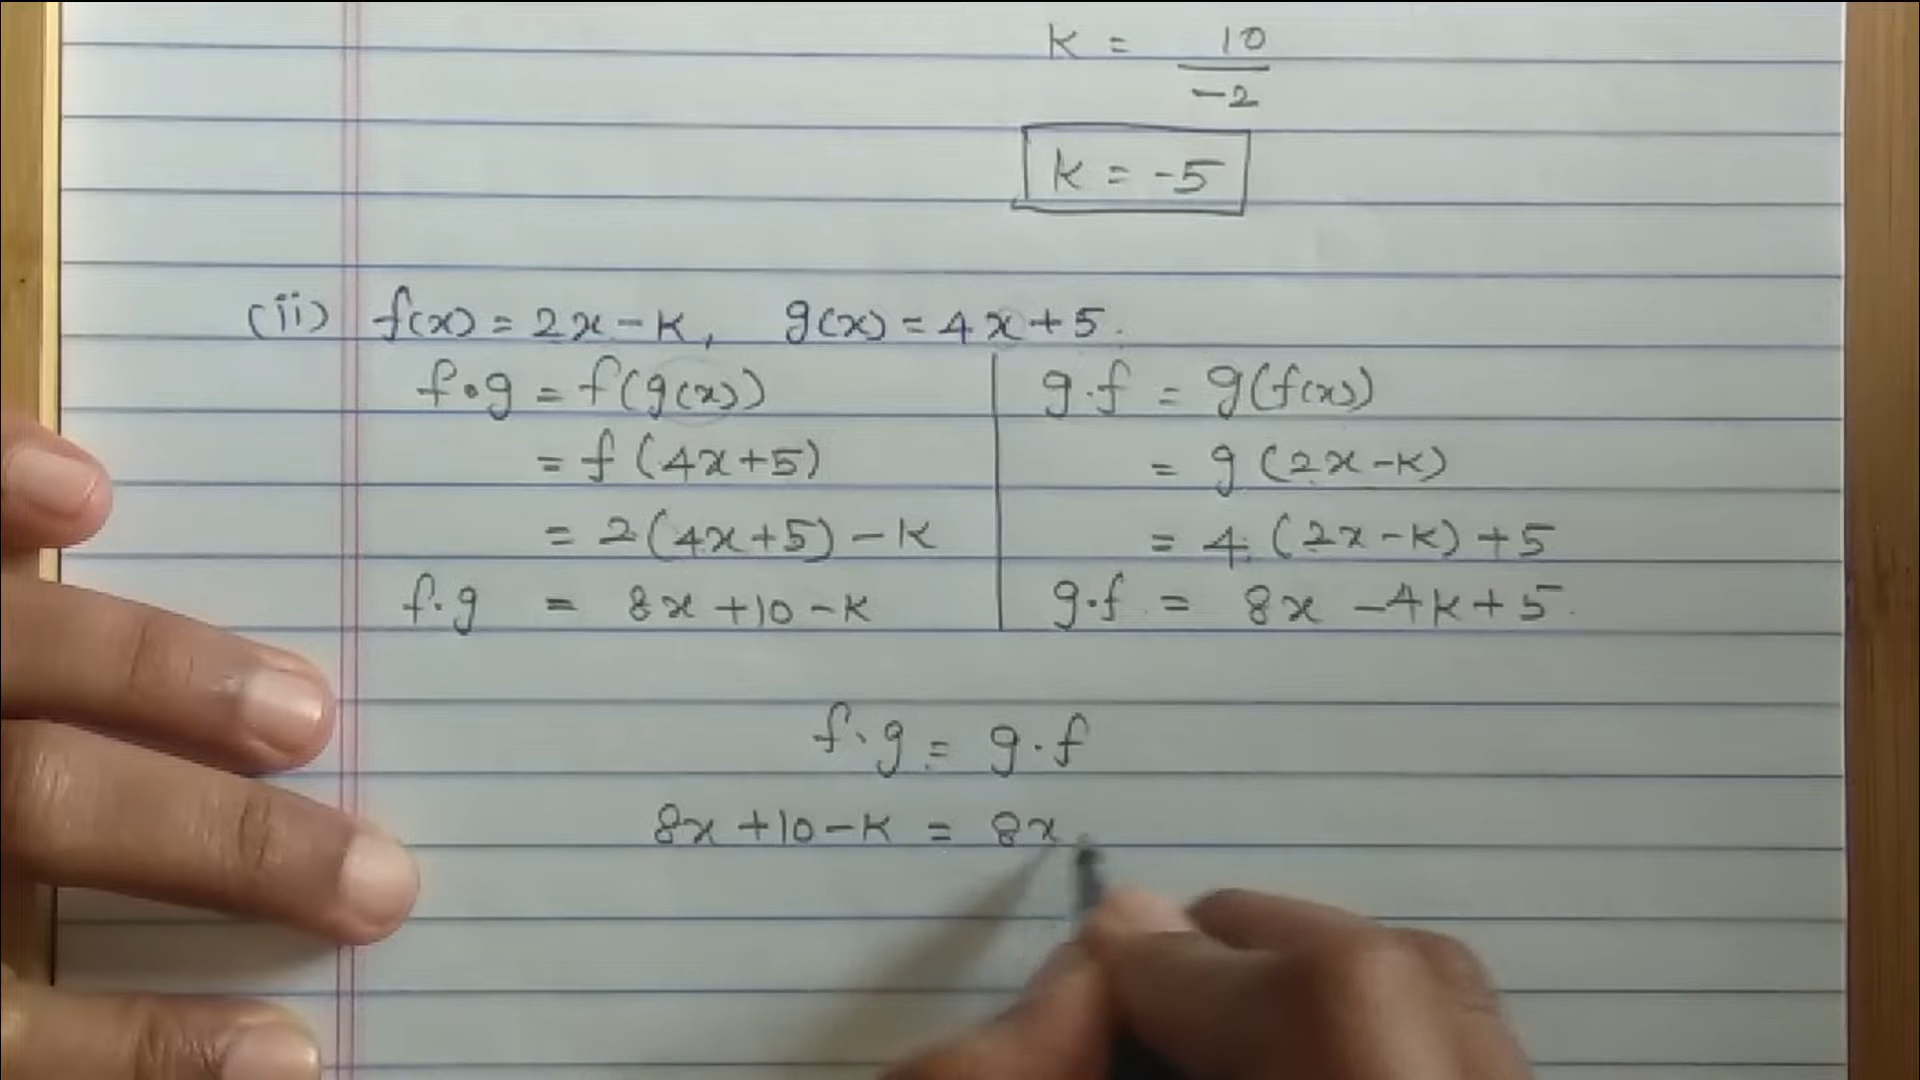 k = 10
-2
k = -5
(ii) f(x) = 2x - k, g(x) = 4x + 5.
f∘g = f(g(x))
= f(4x+5)
= 2(4x+5) - k
f·g = 8x + 10 - k
g·f = g(f(x))
= g(2x-k)
= 4(2x-k) + 5
g·f = 8x - 4k + 5.
f·g = g·f
8x + 10 - k = 8x